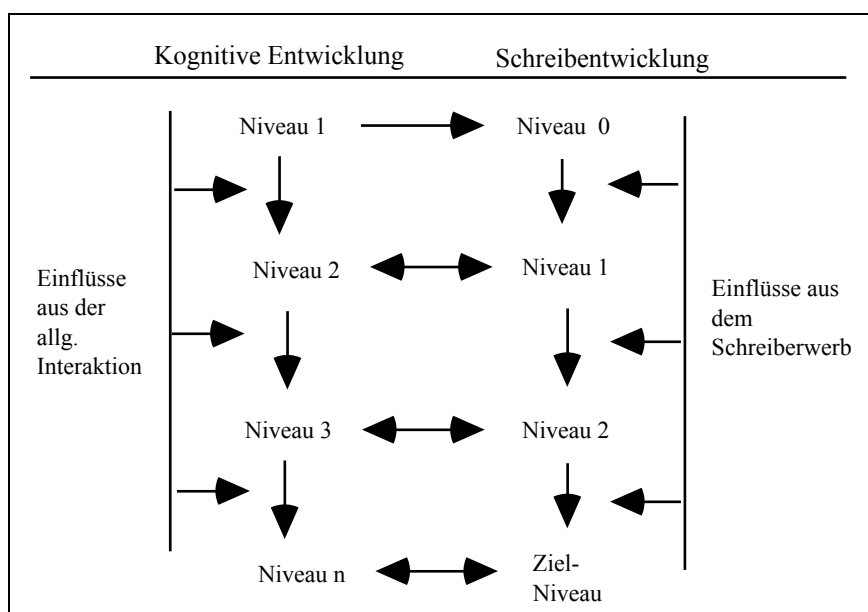 Kognitive Entwicklung
Schreibentwicklung
Niveau 1
Niveau 0
Niveau 2
Niveau 1
Einflüsse
aus der
allg.
Interaktion
Einflüsse aus
dem
Schreiberwerb
Niveau 3
Niveau 2
Niveau n
Ziel-
Niveau